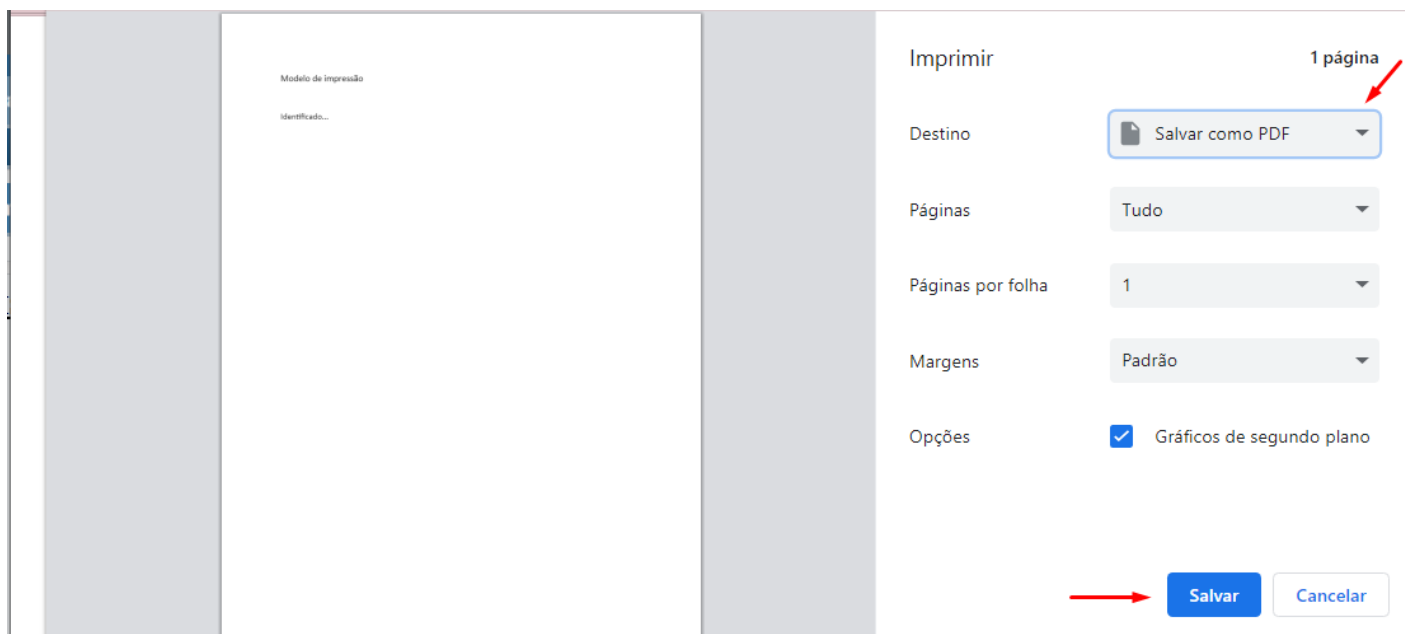 Modelo de impressão
Identificado...
Imprimir
1 página
Destino
Salvar como PDF
Páginas
Tudo
Páginas por folha
1
Margens
Padrão
Opções
Gráficos de segundo plano
Salvar
Cancelar